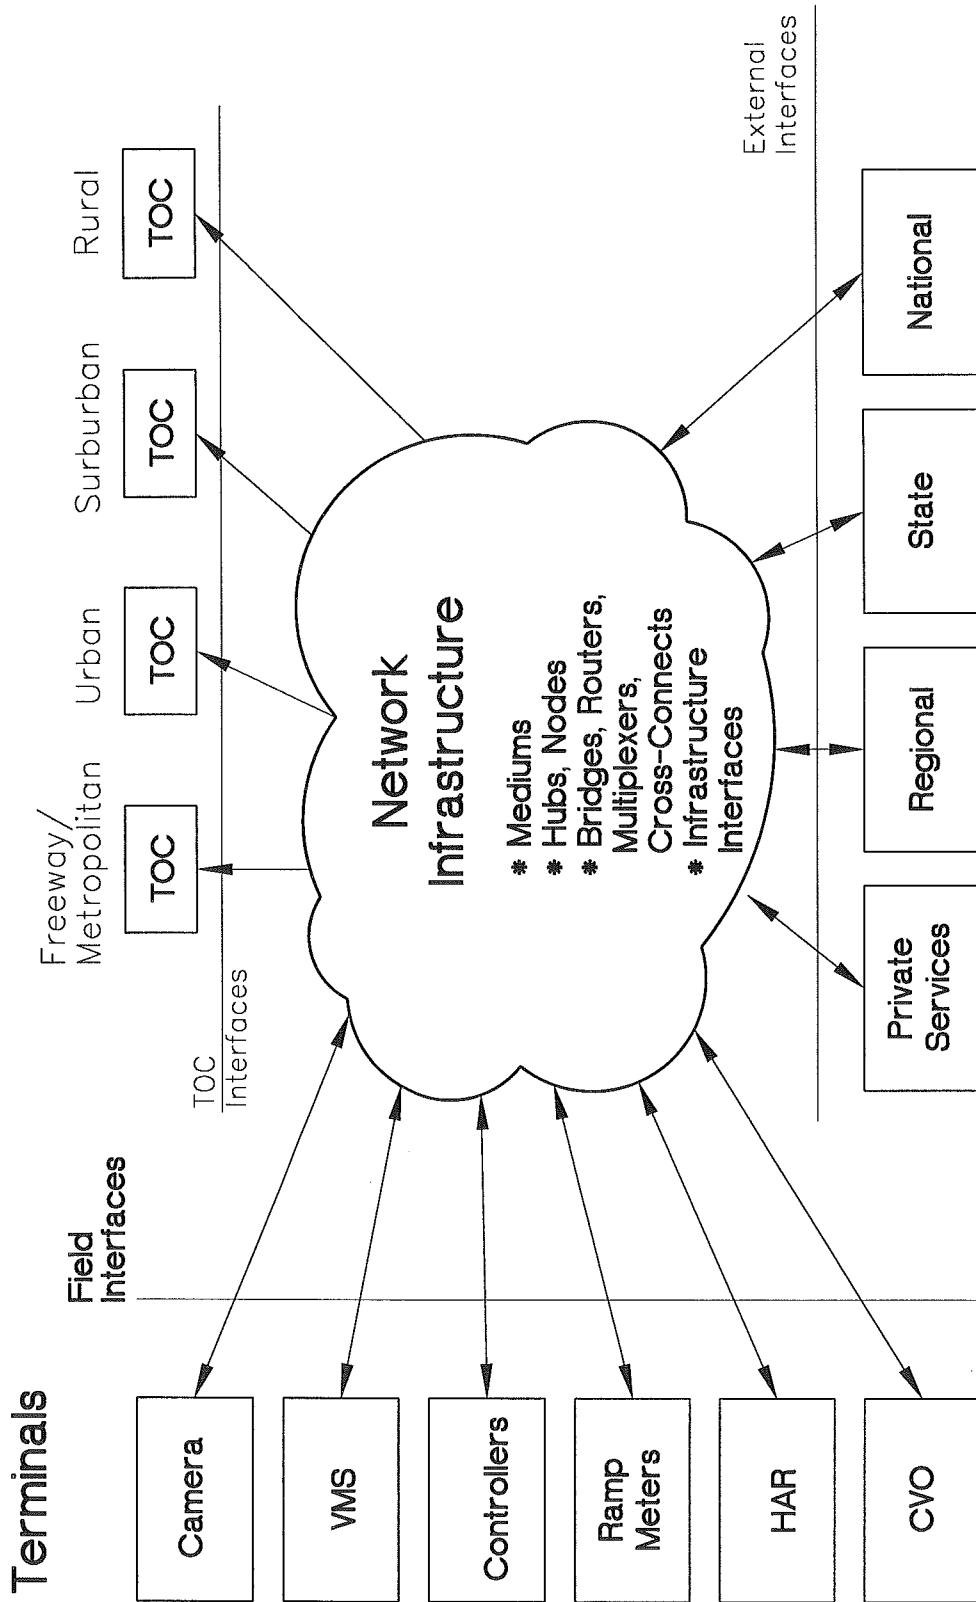 Terminals
Field
Interfaces
Camera
VMS
Controllers
Ramp
Meters
HAR
CVO
Freeway/
Metropolitan
Urban
Surburban
Rural
TOC
TOC
TOC
TOC
TOC
Interfaces
Network
Infrastructure
* Mediums
* Hubs, Nodes
* Bridges, Routers,
Multiplexers,
Cross-Connects
* Infrastructure
Interfaces
External
Interfaces
Private
Services
Regional
State
National